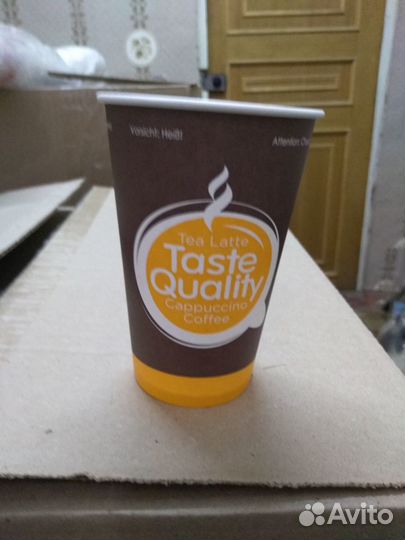 Vorsicht: Heiß!
Attention:
Tea Latte
Taste
Quality
Cappuccino
Coffee
Avito